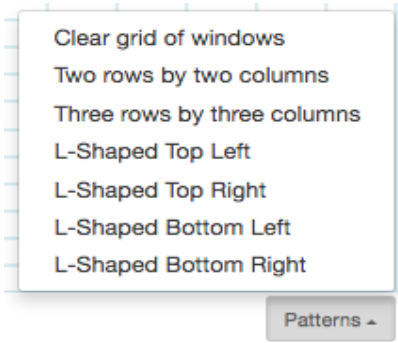 Clear grid of windows
Two rows by two columns
Three rows by three columns
L-Shaped Top Left
L-Shaped Top Right
L-Shaped Bottom Left
L-Shaped Bottom Right
Patterns